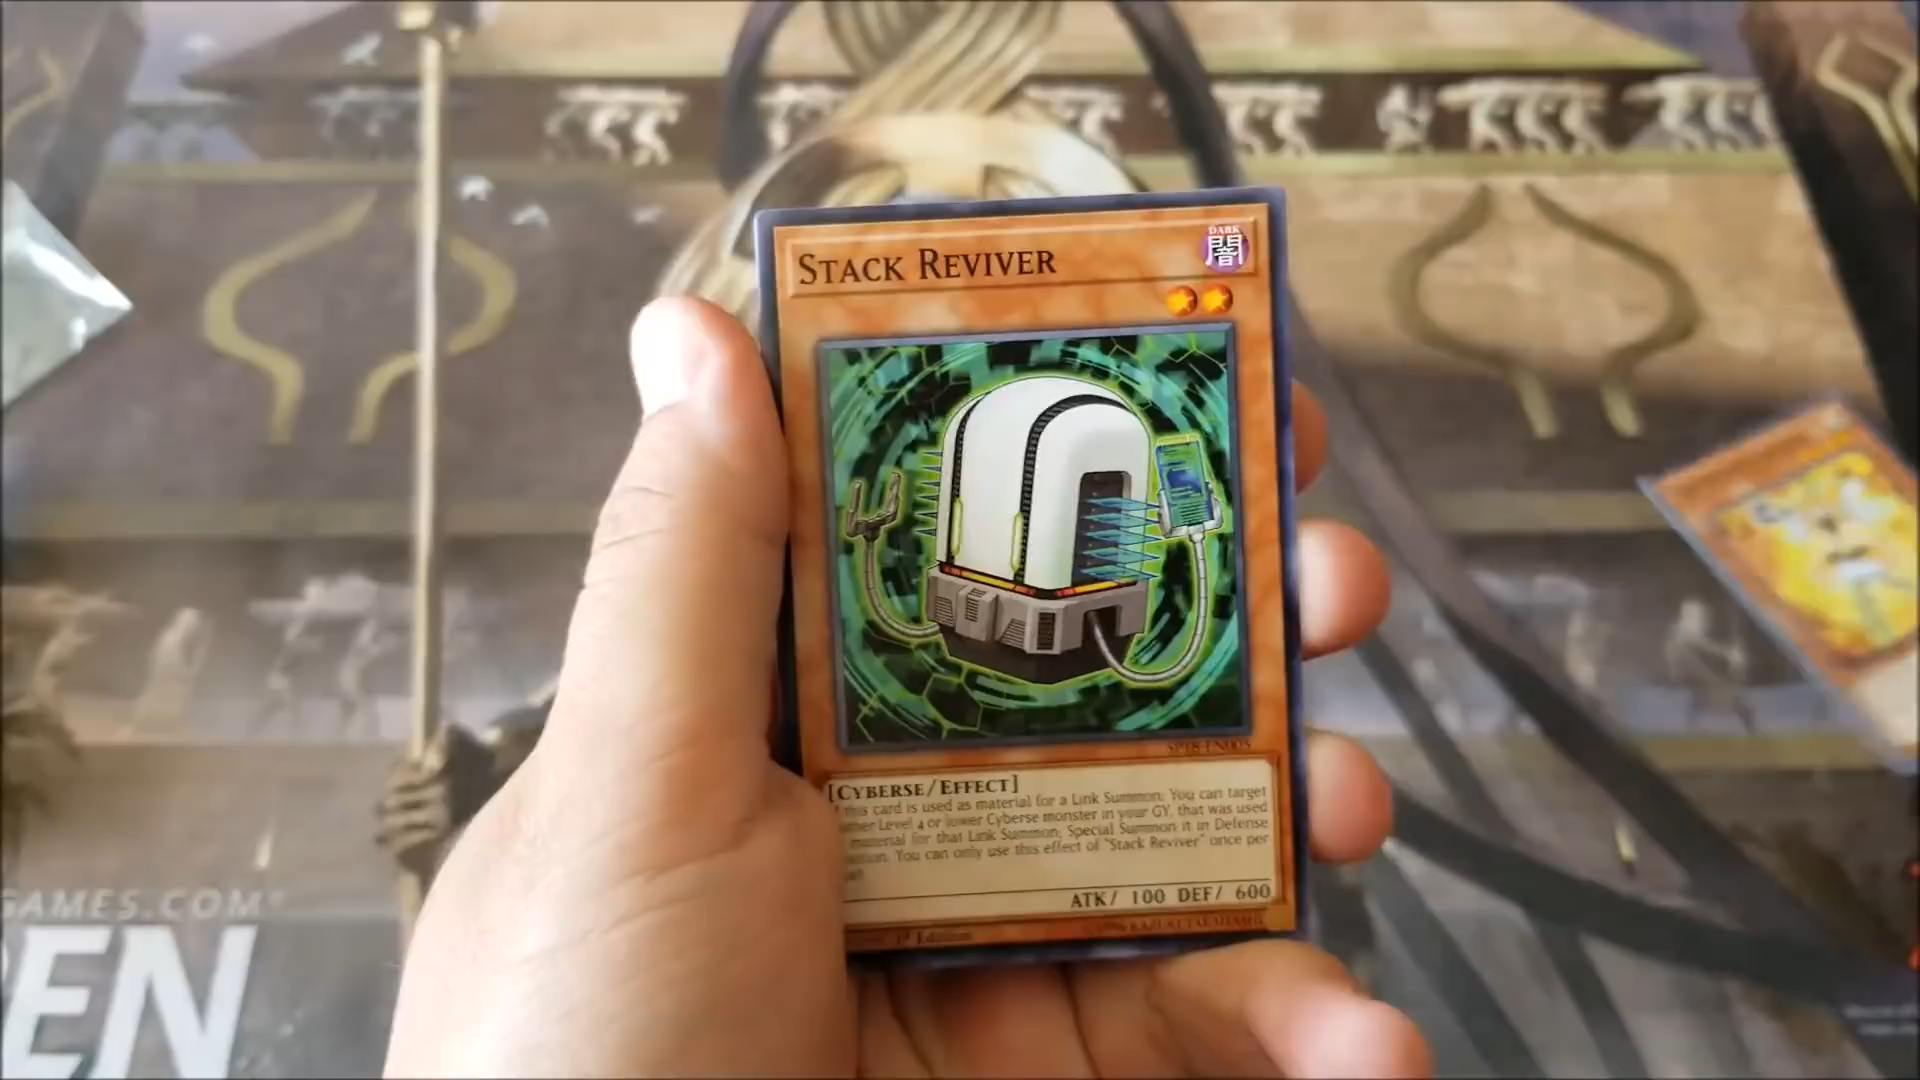 STACK REVIVER
DARK
闇
SP18-EN005
[CYBERSE/EFFECT]
this card is used as material for a Link Summon: You can target
Level 4 or lower Cyberse monster in your GY, that was used
material for that Link Summon; Special Summon it in Defense
You can only use this effect of "Stack Reviver" once per
ATK/ 100 DEF/ 600
1st Edition
©1996 KAZUKI TAKAHASHI
GAMES.COM
EN